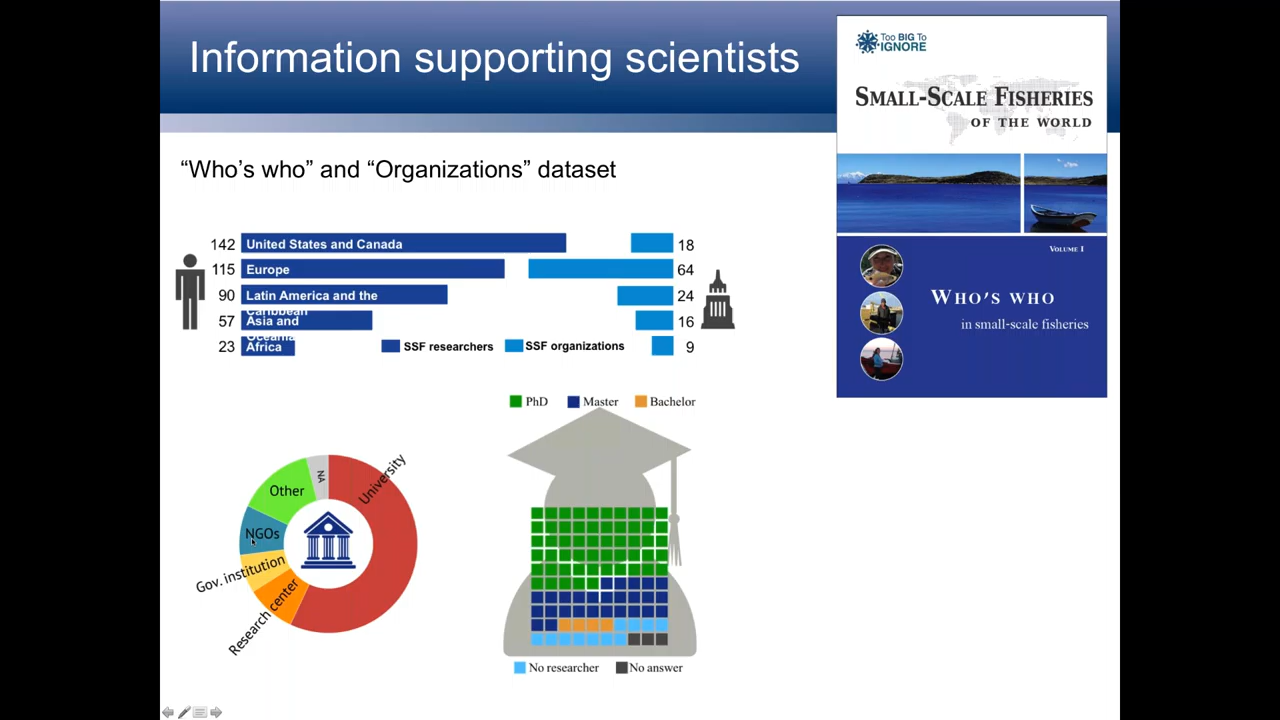 Information supporting scientists
Too BIG To
IGNORE
SMALL-SCALE FISHERIES
OF THE WORLD
VOLUME I
WHO'S WHO
in small-scale fisheries
“Who’s who” and “Organizations” dataset
142 United States and Canada 18
115 Europe 64
90 Latin America and the 24
Caribbean
57 Asia and 16
Oceania
23 Africa SSF researchers SSF organizations 9
PhD Master Bachelor
University
NA
Other
NGOs
Gov. institution
Research center
No researcher No answer